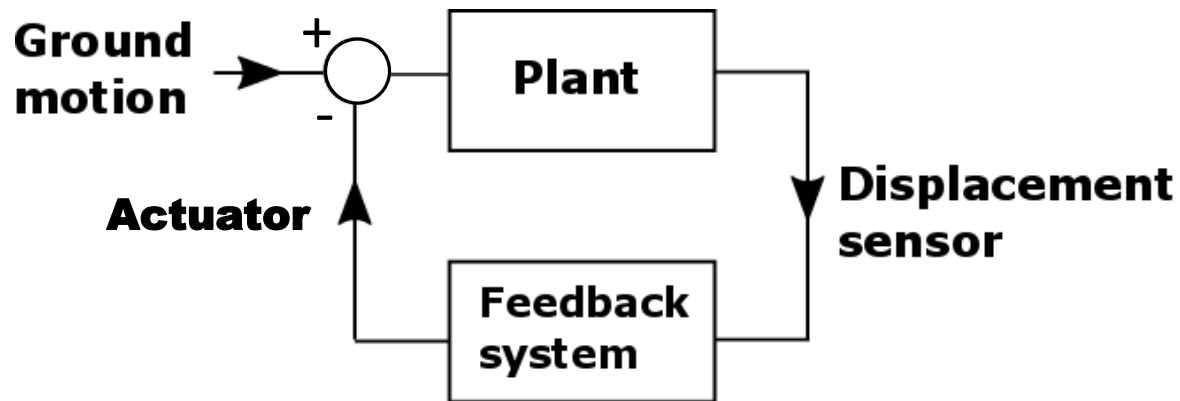 Ground
motion
+
-
Plant
Actuator
Displacement
sensor
Feedback
system